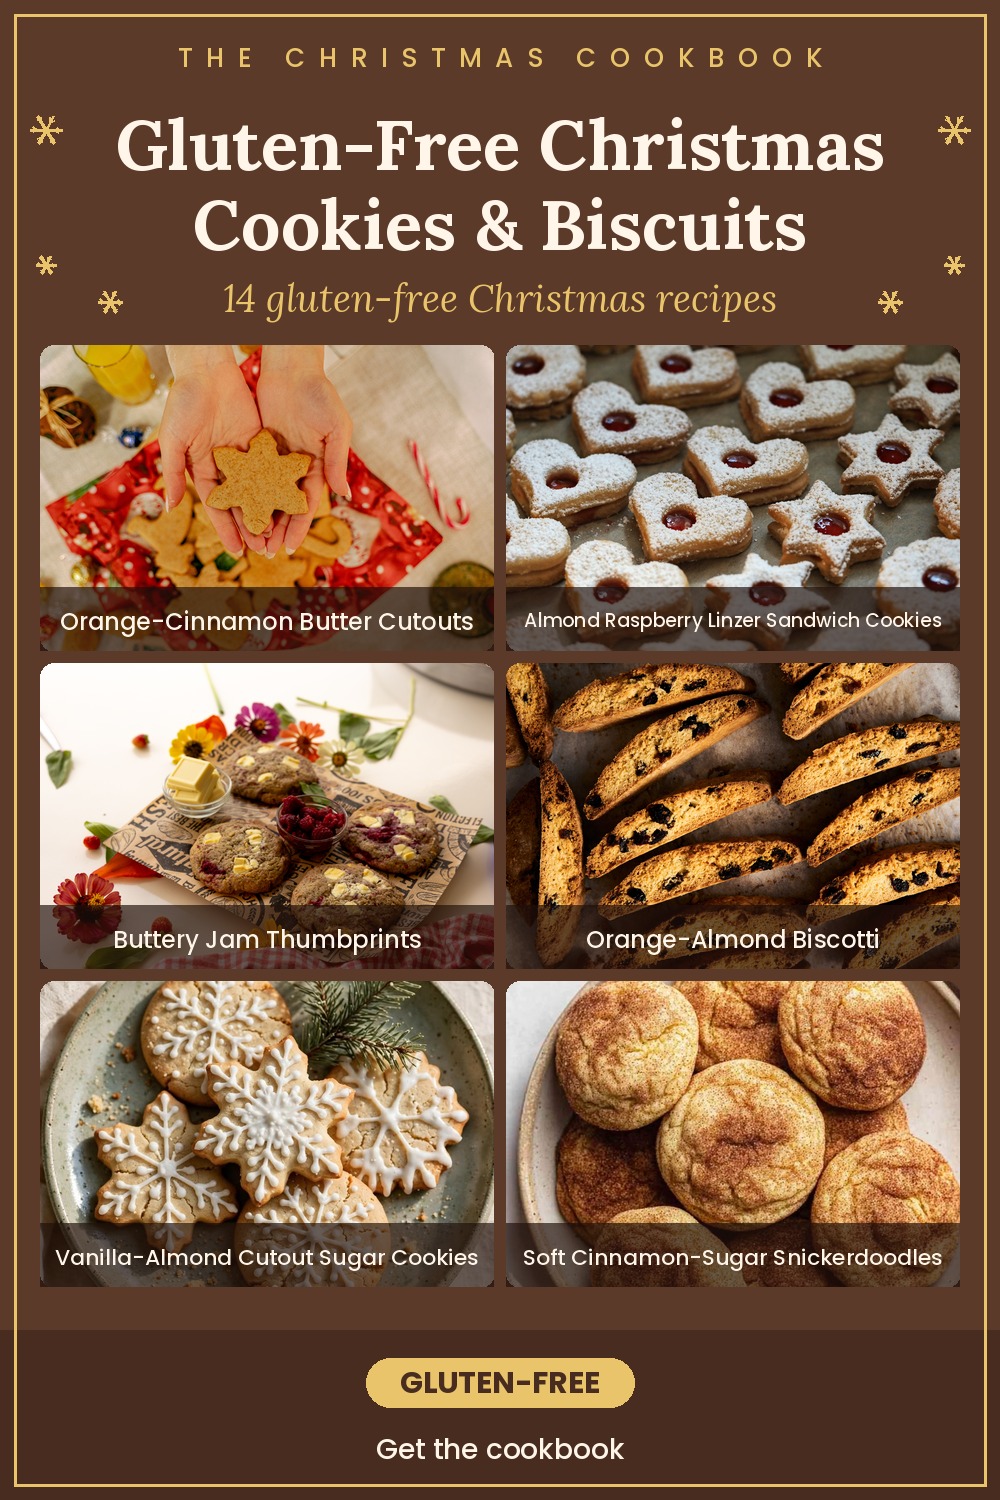 THE CHRISTMAS COOKBOOK
Gluten-Free Christmas
Cookies & Biscuits
14 gluten-free Christmas recipes
Orange-Cinnamon Butter Cutouts
Almond Raspberry Linzer Sandwich Cookies
Buttery Jam Thumbprints
Orange-Almond Biscotti
Vanilla-Almond Cutout Sugar Cookies
Soft Cinnamon-Sugar Snickerdoodles
GLUTEN-FREE
Get the cookbook